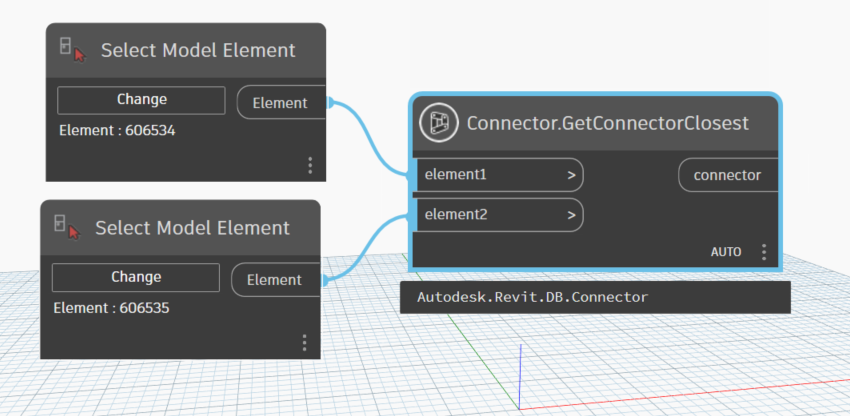 Select Model Element
Change
Element
Element : 606534
Select Model Element
Change
Element
Element : 606535
Connector.GetConnectorClosest
element1 >
connector
element2 >
AUTO
Autodesk.Revit.DB.Connector